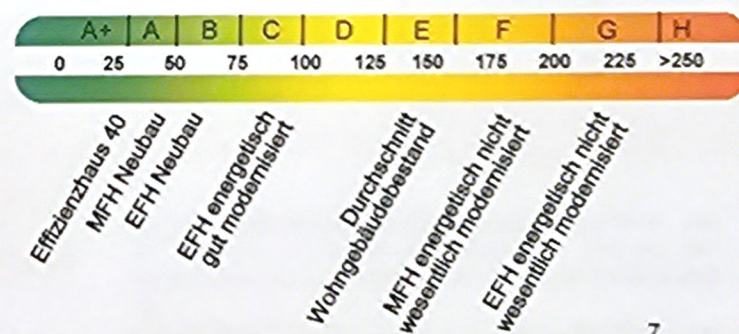 A+ A B C D E F G H
0 25 50 75 100 125 150 175 200 225 >250
Effizienzhaus 40
MFH Neubau
EFH Neubau
EFH energetisch
gut modernisiert
Durchschnitt
Wohngebäudebestand
MFH energetisch nicht
wesentlich modernisiert
EFH energetisch nicht
wesentlich modernisiert
7